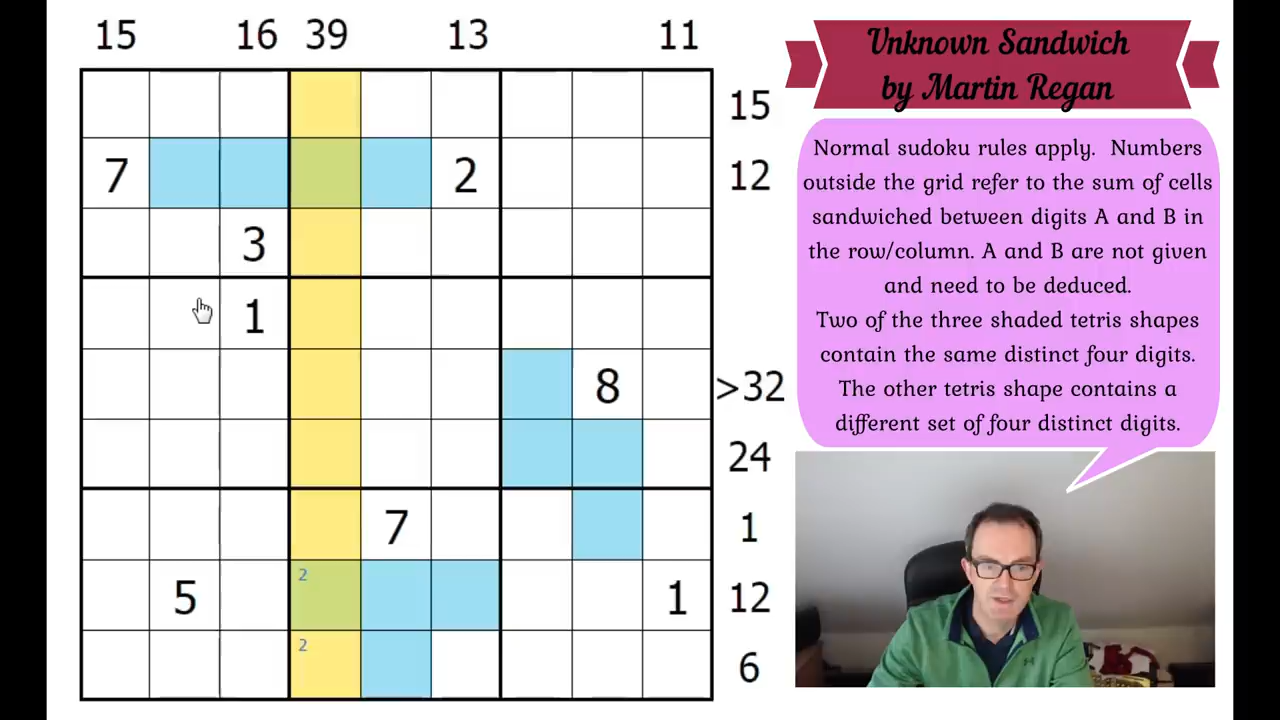 15 16 39 13 11
Unknown Sandwich
by Martin Regan
15
7 2 12
3
1
8 >32
24
7 1
2
5 1 12
2
6
Normal sudoku rules apply. Numbers
outside the grid refer to the sum of cells
sandwiched between digits A and B in
the row/column. A and B are not given
and need to be deduced.
Two of the three shaded tetris shapes
contain the same distinct four digits.
The other tetris shape contains a
different set of four distinct digits.